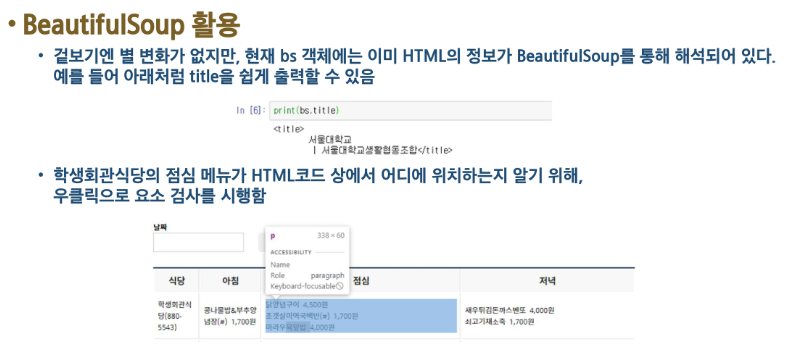 • BeautifulSoup 활용
• 겉보기엔 별 변화가 없지만, 현재 bs 객체에는 이미 HTML의 정보가 BeautifulSoup를 통해 해석되어 있다.
예를 들어 아래처럼 title을 쉽게 출력할 수 있음
In [6]: print(bs.title)
<title>
서울대학교
| 서울대학교생활협동조합</title>
• 학생회관식당의 점심 메뉴가 HTML코드 상에서 어디에 위치하는지 알기 위해,
우클릭으로 요소 검사를 시행함
날짜
p 338 × 60
ACCESSIBILITY
Name
Role paragraph
Keyboard-focusable
식당 아침 점심 저녁
학생회관식
당(880-
5543)
콩나물밥&부추양
념장(#) 1,700원
닭양념구이 4,500원
조갯살미역국백반(#) 1,700원
4,000원
새우튀김돈까스벤또 4,000원
쇠고기채소죽 1,700원